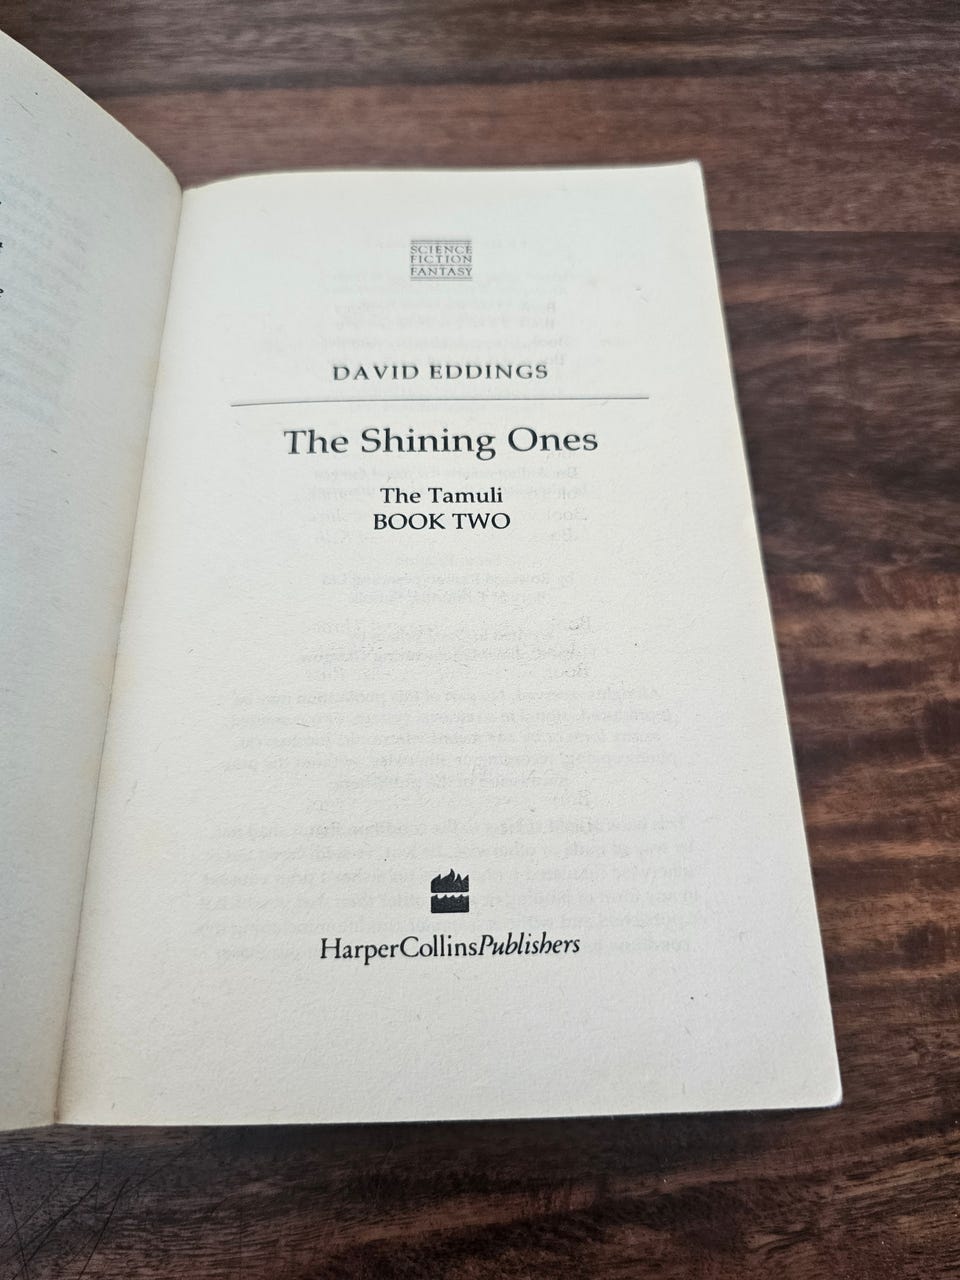 SCIENCE
FICTION
FANTASY
DAVID EDDINGS
The Shining Ones
The Tamuli
BOOK TWO
HarperCollinsPublishers